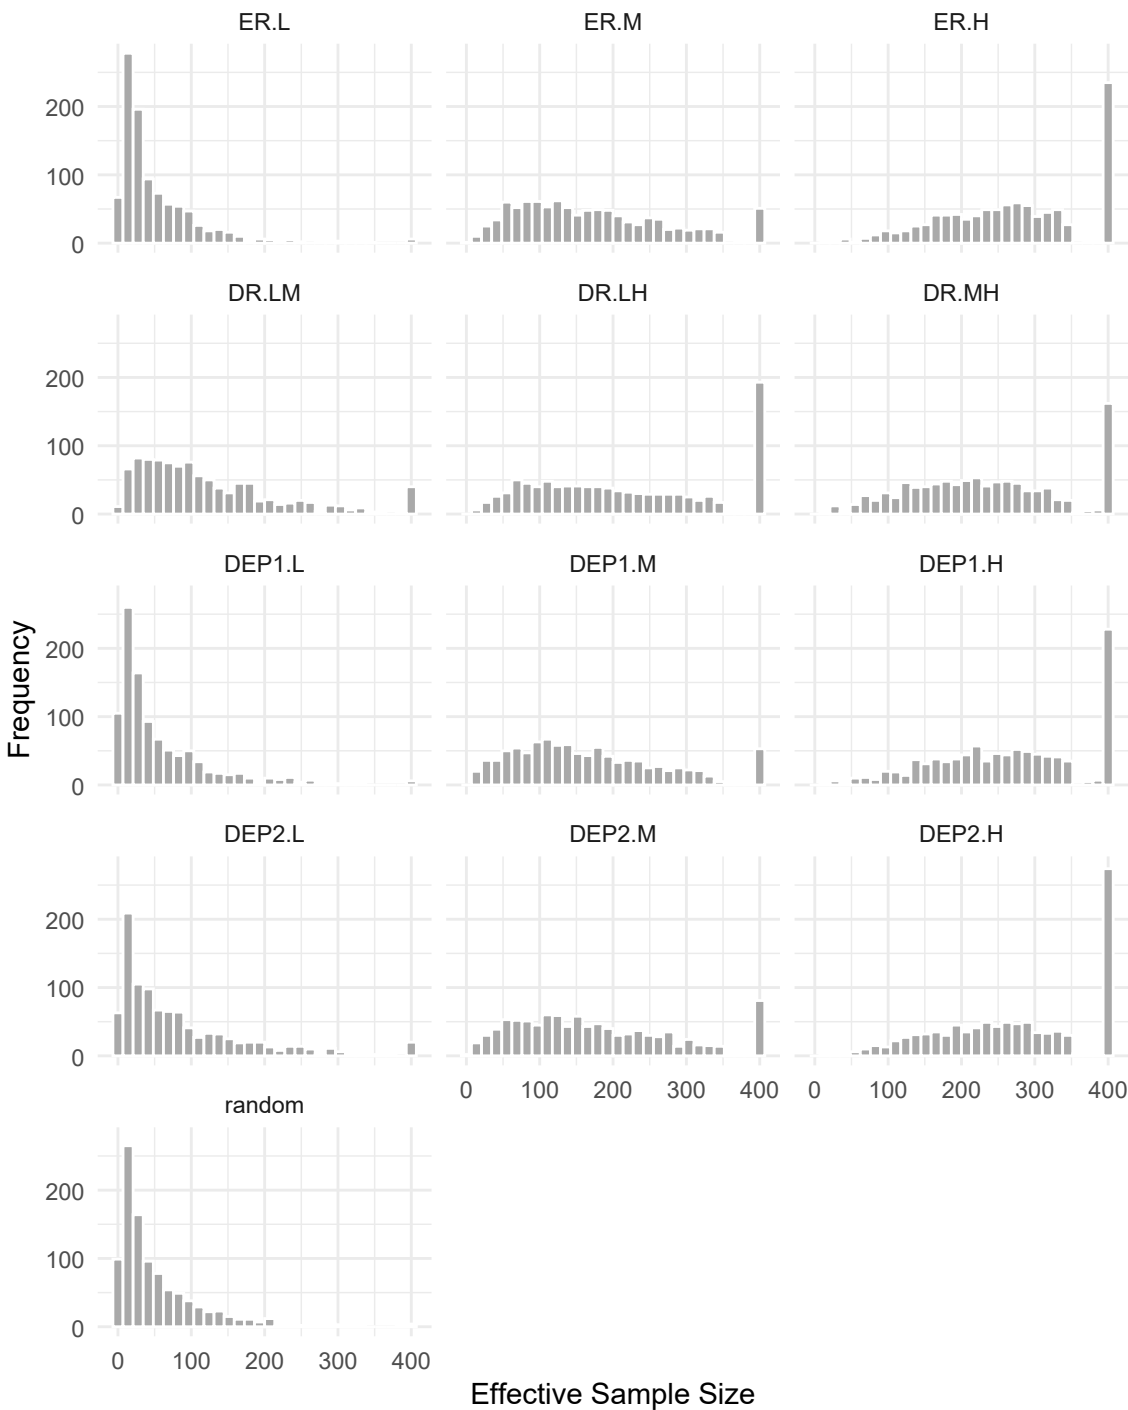 ER.L ER.M ER.H
200
100
0
DR.LM DR.LH DR.MH
200
100
0
DEP1.L DEP1.M DEP1.H
200
100
0
DEP2.L DEP2.M DEP2.H
200
100
0
0 100 200 300 400 0 100 200 300 400
random
200
100
0
0 100 200 300 400
Frequency
Effective Sample Size